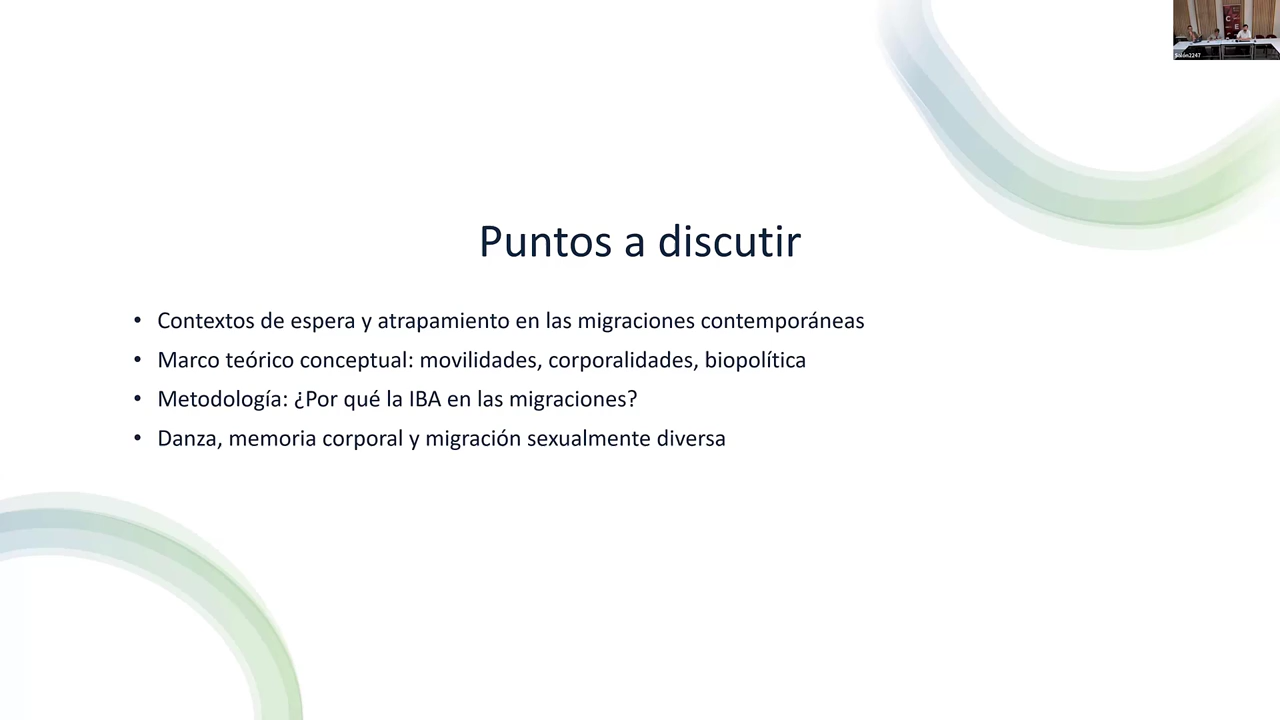 Puntos a discutir
• Contextos de espera y atrapamiento en las migraciones contemporáneas
• Marco teórico conceptual: movilidades, corporalidades, biopolítica
• Metodología: ¿Por qué la IBA en las migraciones?
• Danza, memoria corporal y migración sexualmente diversa